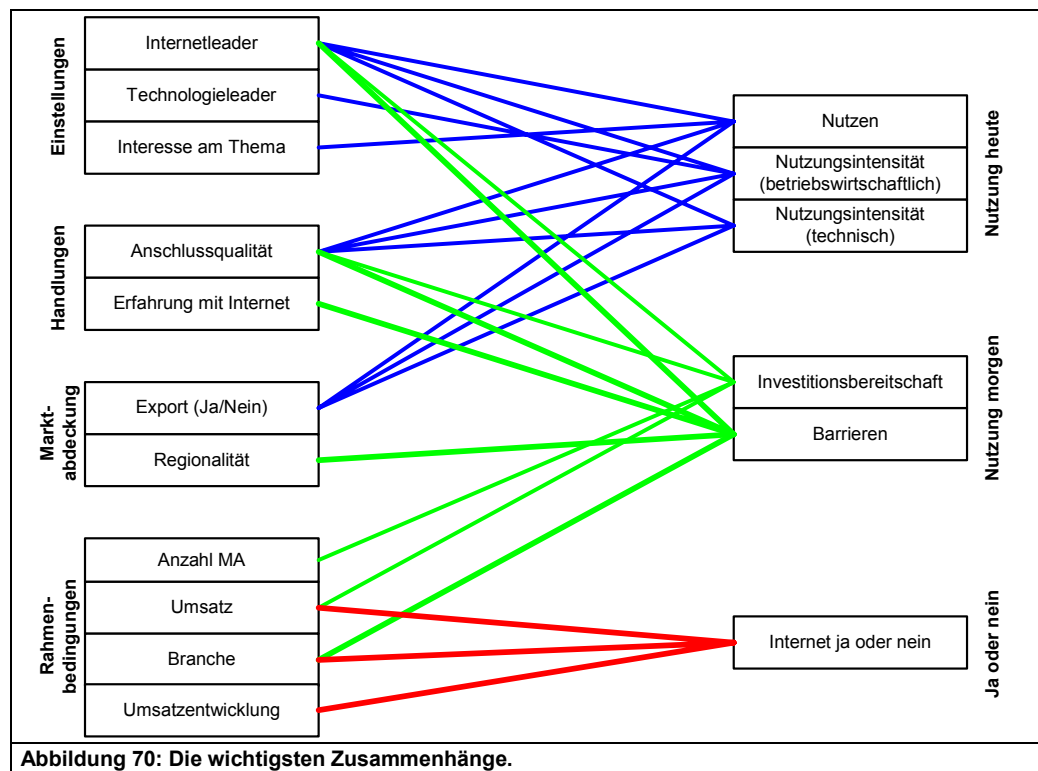 Einstellungen
Internetleader
Technologieleader
Interesse am Thema
Handlungen
Anschlussqualität
Erfahrung mit Internet
Markt-
abdeckung
Export (Ja/Nein)
Regionalität
Rahmen-
bedingungen
Anzahl MA
Umsatz
Branche
Umsatzentwicklung
Nutzen
Nutzungsintensität
(betriebswirtschaftlich)
Nutzungsintensität
(technisch)
Nutzung heute
Investitionsbereitschaft
Barrieren
Nutzung morgen
Internet ja oder nein
Ja oder nein
Abbildung 70: Die wichtigsten Zusammenhänge.